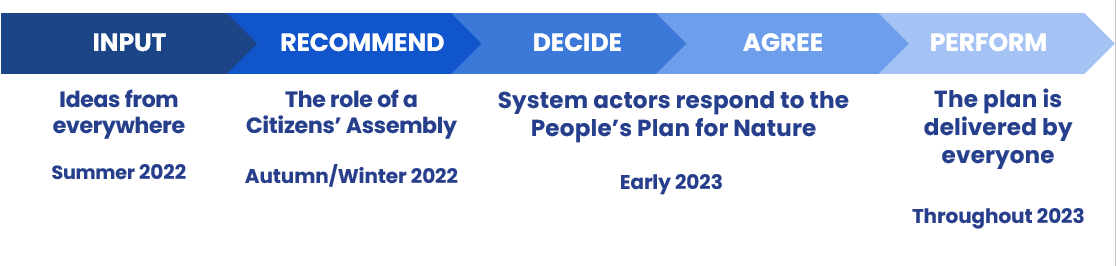 INPUT
RECOMMEND
DECIDE
AGREE
PERFORM
Ideas from
everywhere
Summer 2022
The role of a
Citizens’ Assembly
Autumn/Winter 2022
System actors respond to the
People’s Plan for Nature
Early 2023
The plan is
delivered by
everyone
Throughout 2023